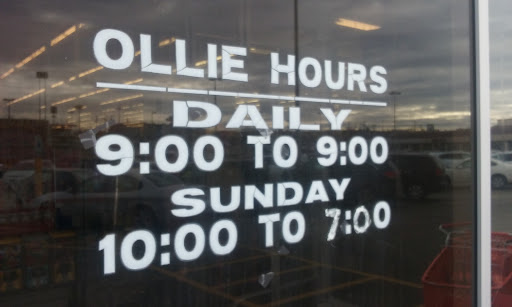 OLLIE HOURS
DAILY
9:00 TO 9:00
SUNDAY
10:00 TO 7:00